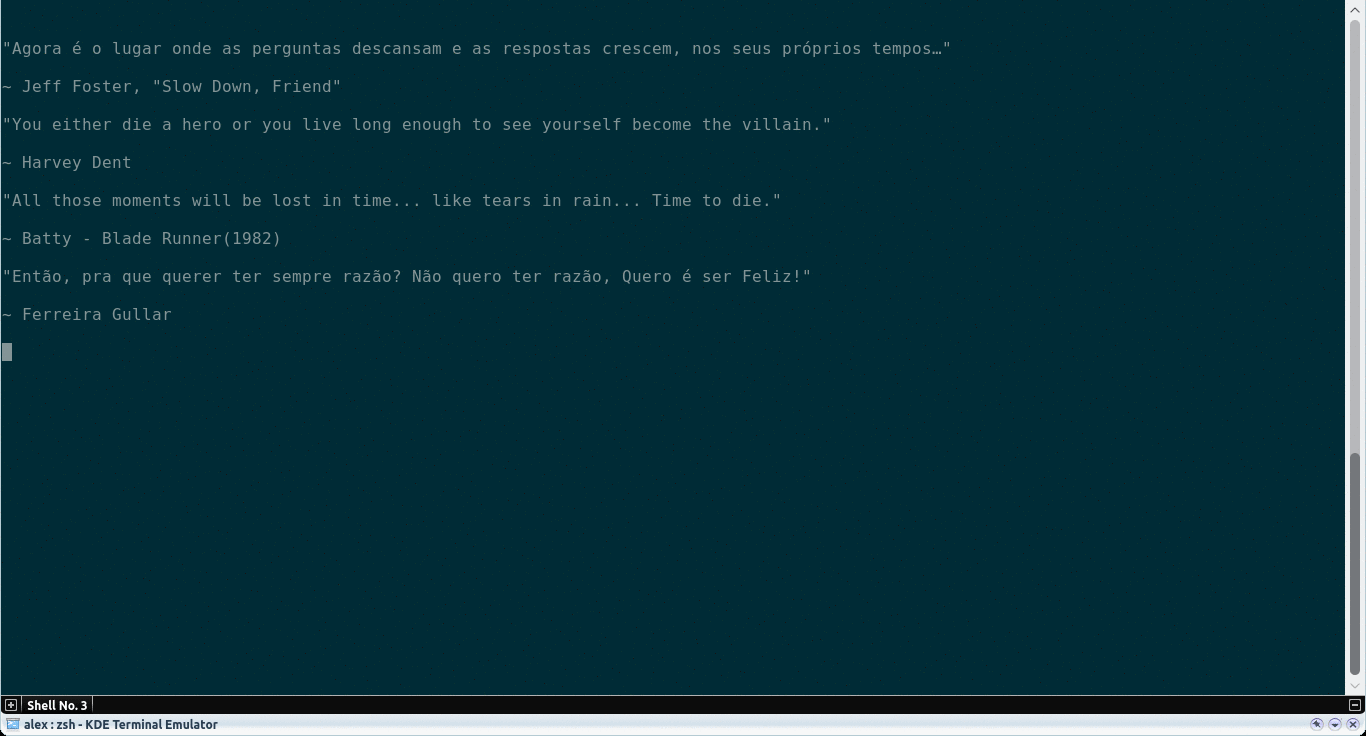 "Agora é o lugar onde as perguntas descansam e as respostas crescem, nos seus próprios tempos…"
~ Jeff Foster, "Slow Down, Friend"
"You either die a hero or you live long enough to see yourself become the villain."
~ Harvey Dent
"All those moments will be lost in time... like tears in rain... Time to die."
~ Batty - Blade Runner(1982)
"Então, pra que querer ter sempre razão? Não quero ter razão, Quero é ser Feliz!"
~ Ferreira Gullar
Shell No. 3
alex : zsh - KDE Terminal Emulator